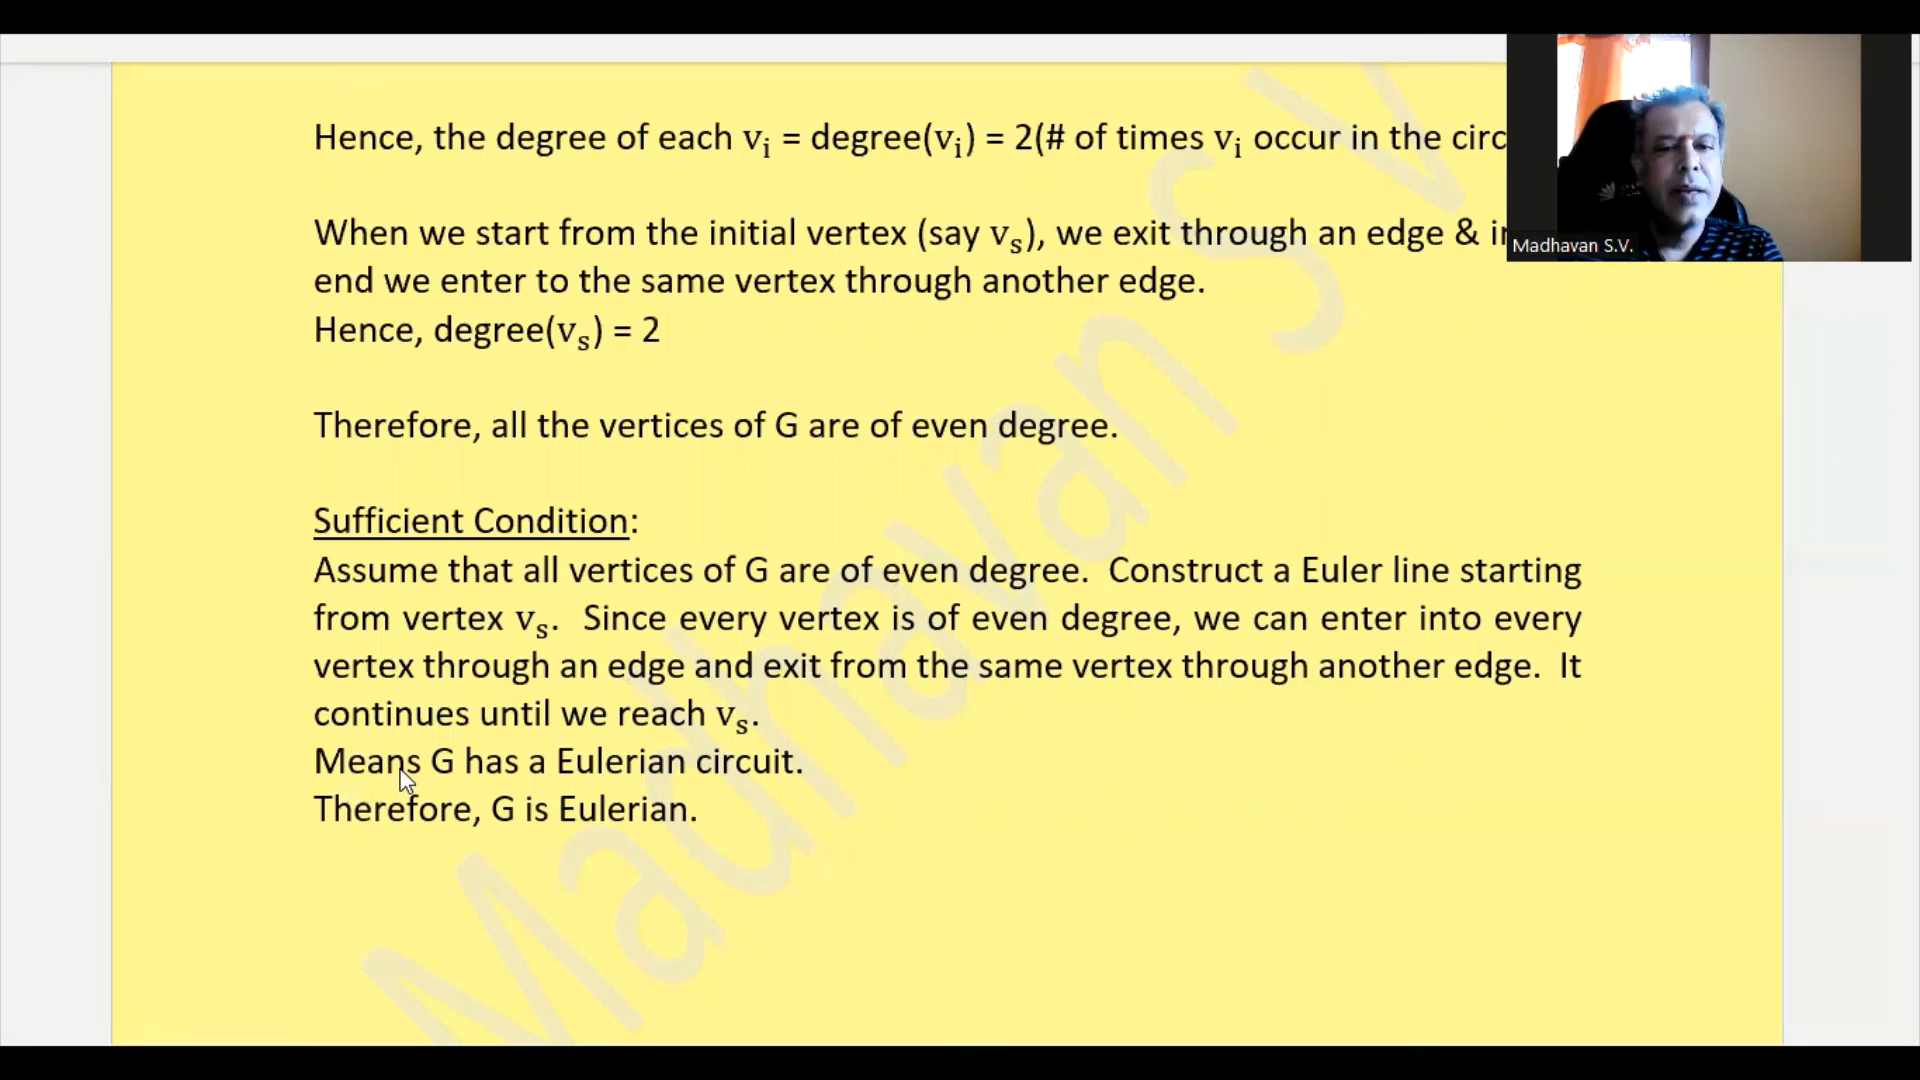 Hence, the degree of each vᵢ = degree(vᵢ) = 2(# of times vᵢ occur in the
When we start from the initial vertex (say vₛ), we exit through an edge &
Madhavan S.V.
end we enter to the same vertex through another edge.
Hence, degree(vₛ) = 2
Therefore, all the vertices of G are of even degree.
Sufficient Condition:
Assume that all vertices of G are of even degree. Construct a Euler line starting
from vertex vₛ. Since every vertex is of even degree, we can enter into every
vertex through an edge and exit from the same vertex through another edge. It
continues until we reach vₛ.
Means G has a Eulerian circuit.
Therefore, G is Eulerian.
Madhavan S V